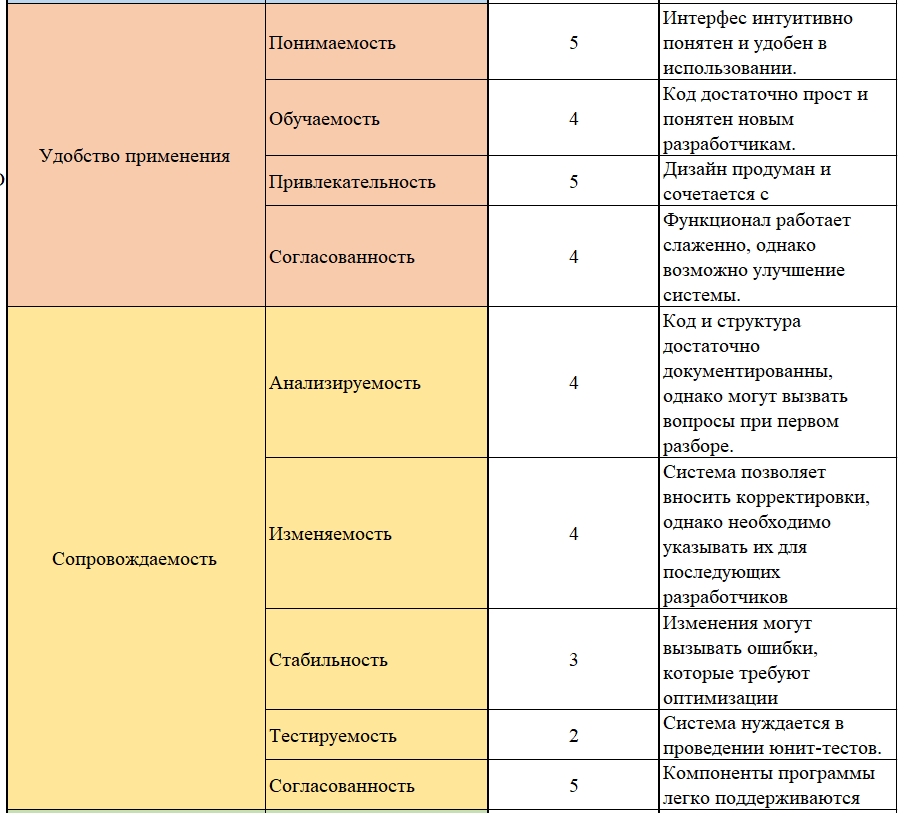 Удобство применения
Понимаемость
5
Интерфес интуитивно
понятен и удобен в
использовании.
Обучаемость
4
Код достаточно прост и
понятен новым
разработчикам.
Привлекательность
5
Дизайн продуман и
сочетается с
Согласованность
4
Функционал работает
слаженно, однако
возможно улучшение
системы.
Сопровождаемость
Анализируемость
4
Код и структура
достаточно
документированны,
однако могут вызвать
вопросы при первом
разборе.
Изменяемость
4
Система позволяет
вносить корректировки,
однако необходимо
указывать их для
последующих
разработчиков
Стабильность
3
Изменения могут
вызывать ошибки,
которые требуют
оптимизации
Тестируемость
2
Система нуждается в
проведении юнит-тестов.
Согласованность
5
Компоненты программы
легко поддерживаются